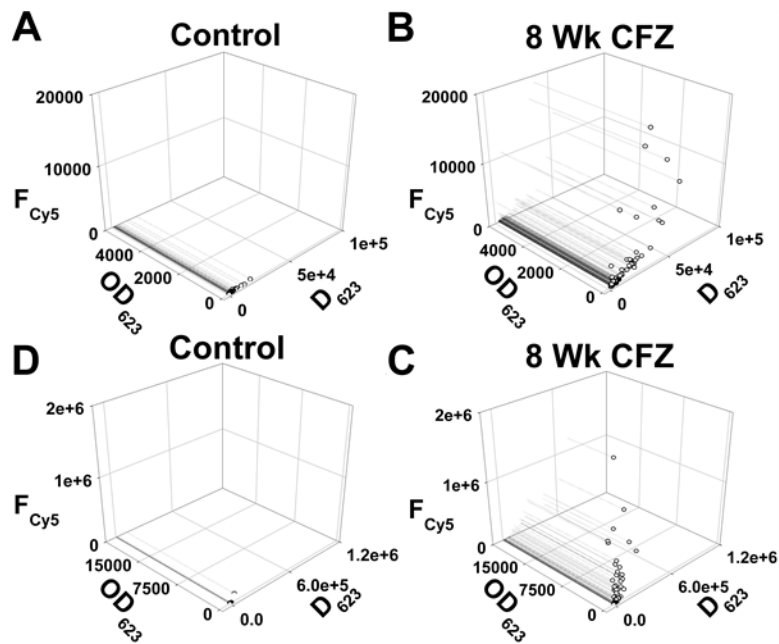 A
Control
20000
10000
F Cy5
0
4000
2000
0
OD 623
0
5e+4
1e+5
D 623
B
8 Wk CFZ
20000
10000
F Cy5
0
4000
2000
0
OD 623
0
5e+4
1e+5
D 623
D
Control
2e+6
1e+6
F Cy5
0
15000
7500
0
OD 623
0.0
6.0e+5
1.2e+6
D 623
C
8 Wk CFZ
2e+6
1e+6
F Cy5
0
15000
7500
0
OD 623
0.0
6.0e+5
1.2e+6
D 623